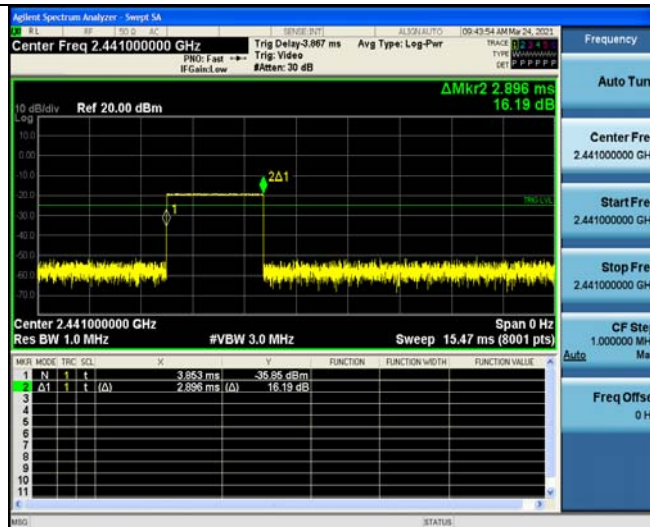 Agilent Spectrum Analyzer - Swept SA
RL RF 50 Ω AC SENSE:INT ALIGNAUTO 09:43:54 AM Mar 24, 2021
Center Freq 2.441000000 GHz
Trig Delay-3.867 ms Avg Type: Log-Pwr
TRACE 1 2 3 4 5 6
PNO: Fast Trig: Video
TYPE
IFGain:Low #Atten: 30 dB
DET P P P P P P
Frequency
ΔMkr2 2.896 ms
16.19 dB
10 dB/div Ref 20.00 dBm
Log
10.0
0.00
-10.0
-20.0
-30.0
-40.0
-50.0
-60.0
-70.0
2Δ1
1
TRIG LVL
Center 2.441000000 GHz Span 0 Hz
Res BW 1.0 MHz #VBW 3.0 MHz Sweep 15.47 ms (8001 pts)
MKR MODE TRC SCL X Y FUNCTION FUNCTION WIDTH FUNCTION VALUE
1 N 1 t 3.853 ms -35.85 dBm
2 Δ1 1 t (Δ) 2.896 ms (Δ) 16.19 dB
3
4
5
6
7
8
9
10
11
Auto Tun
Center Fre
2.441000000 GH
Start Fre
2.441000000 GH
Stop Fre
2.441000000 GH
CF Ste
1.000000 MH
Auto Ma
Freq Offse
0 H
MSG STATUS